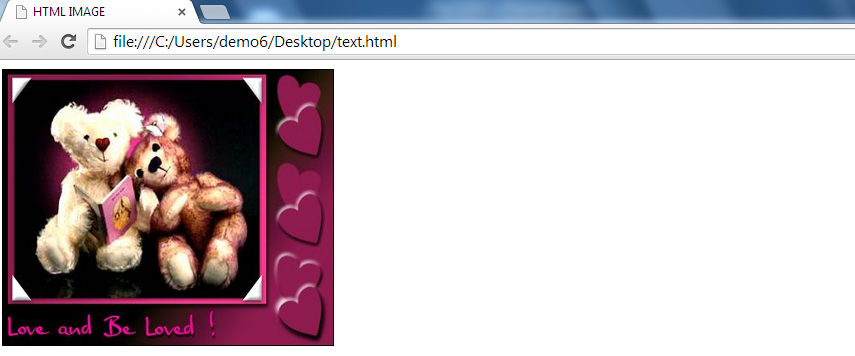 HTML IMAGE
file:///C:/Users/demo6/Desktop/text.html
Love and Be Loved !